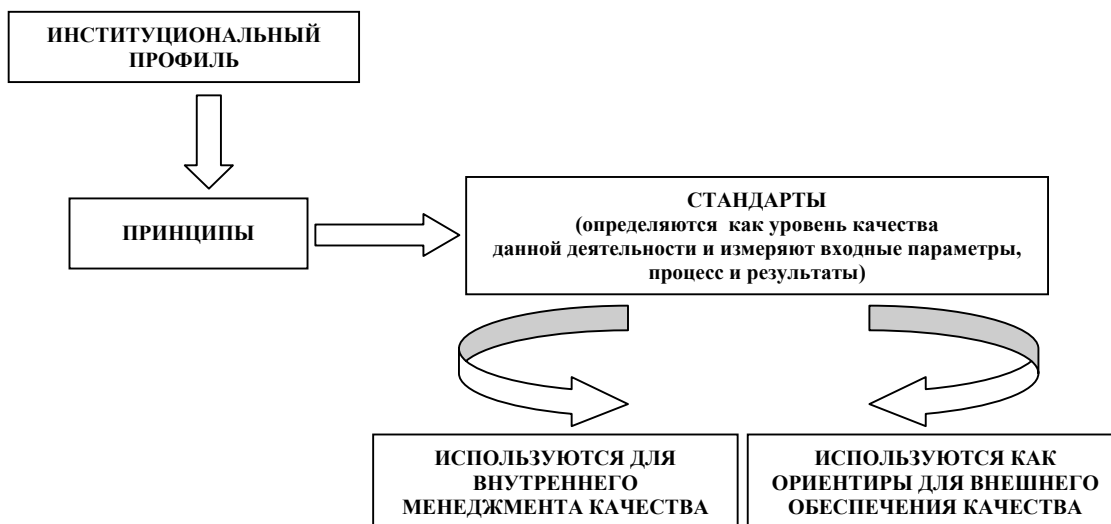 ИНСТИТУЦИОНАЛЬНЫЙ
ПРОФИЛЬ
ПРИНЦИПЫ
СТАНДАРТЫ
(определяются как уровень качества
данной деятельности и измеряют входные параметры,
процесс и результаты)
ИСПОЛЬЗУЮТСЯ ДЛЯ
ВНУТРЕННЕГО
МЕНЕДЖМЕНТА КАЧЕСТВА
ИСПОЛЬЗУЮТСЯ КАК
ОРИЕНТИРЫ ДЛЯ ВНЕШНЕГО
ОБЕСПЕЧЕНИЯ КАЧЕСТВА